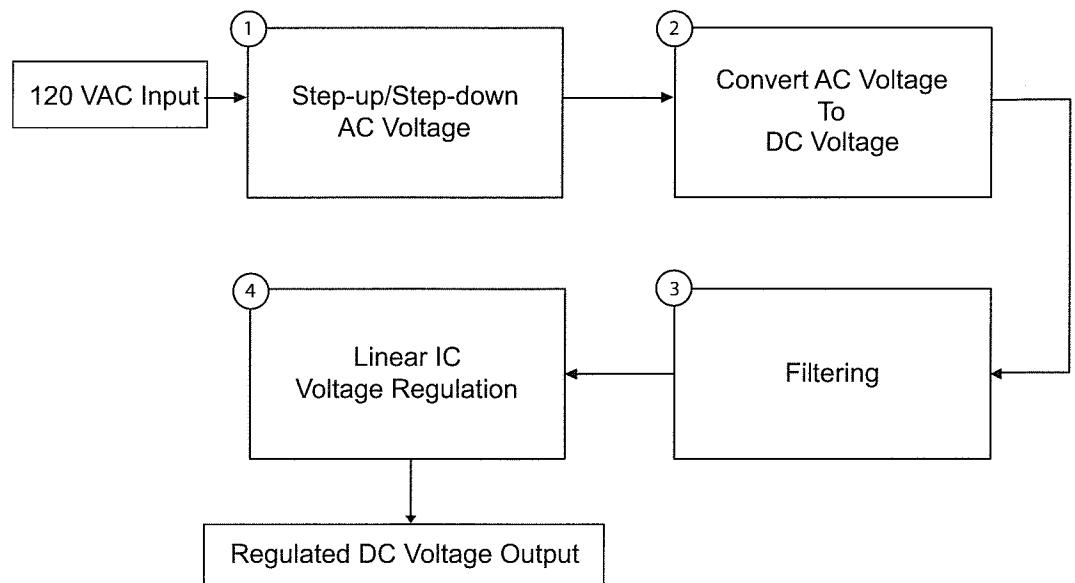 120 VAC Input
1
Step-up/Step-down
AC Voltage
2
Convert AC Voltage
To
DC Voltage
3
Filtering
4
Linear IC
Voltage Regulation
Regulated DC Voltage Output